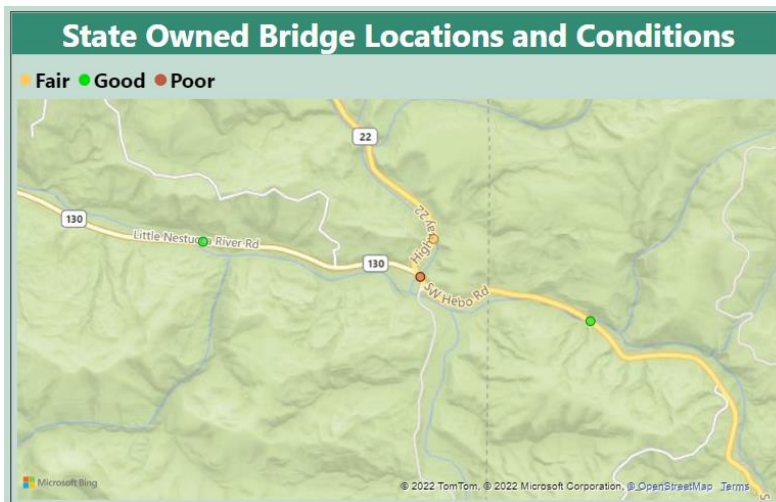 State Owned Bridge Locations and Conditions
Fair Good Poor
22
130
Little Nestucca River Rd
Highway 22
130
SW Hebo Rd
Microsoft Bing
© 2022 TomTom, © 2022 Microsoft Corporation, © OpenStreetMap Terms